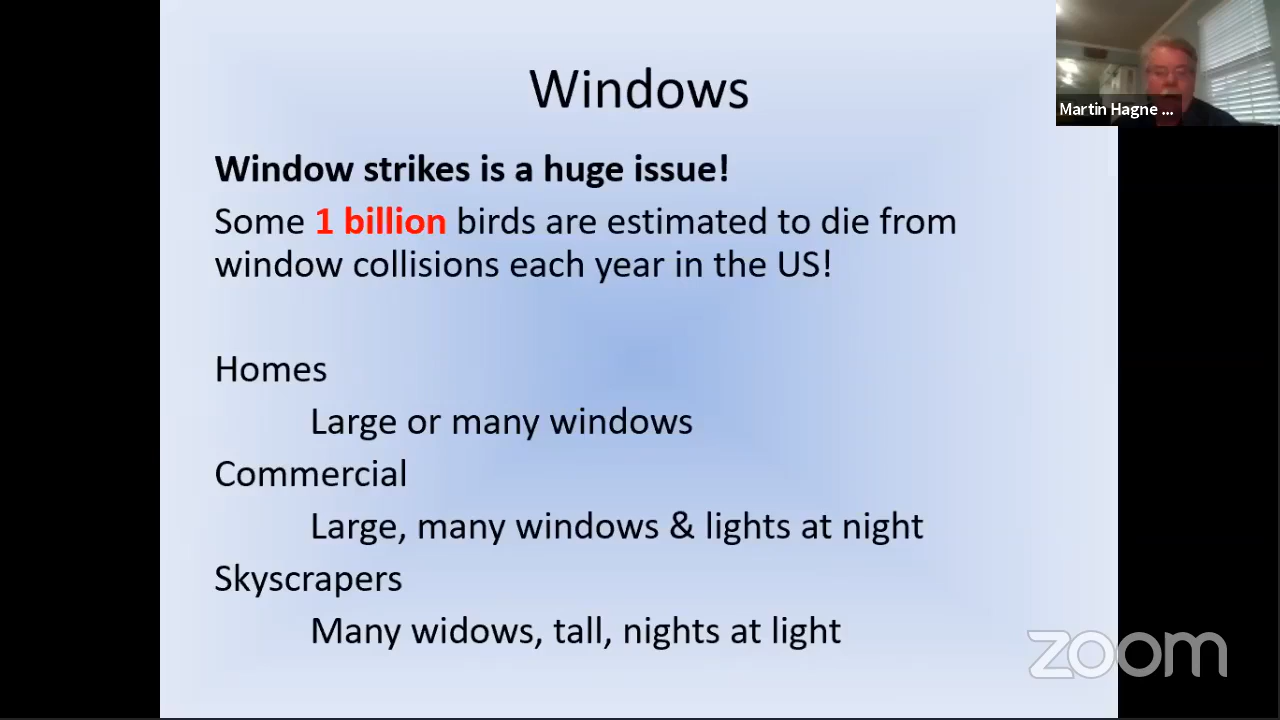 Windows
Martin Hagne ...
Window strikes is a huge issue!
Some 1 billion birds are estimated to die from
window collisions each year in the US!
Homes
Large or many windows
Commercial
Large, many windows & lights at night
Skyscrapers
Many widows, tall, nights at light
zoom